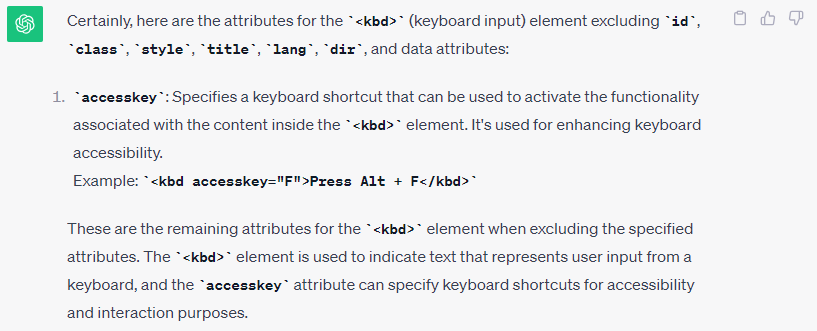 Certainly, here are the attributes for the `<kbd>` (keyboard input) element excluding `id`,
`class`, `style`, `title`, `lang`, `dir`, and data attributes:
1. `accesskey`: Specifies a keyboard shortcut that can be used to activate the functionality
associated with the content inside the `<kbd>` element. It's used for enhancing keyboard
accessibility.
Example: `<kbd accesskey="F">Press Alt + F</kbd>`
These are the remaining attributes for the `<kbd>` element when excluding the specified
attributes. The `<kbd>` element is used to indicate text that represents user input from a
keyboard, and the `accesskey` attribute can specify keyboard shortcuts for accessibility
and interaction purposes.